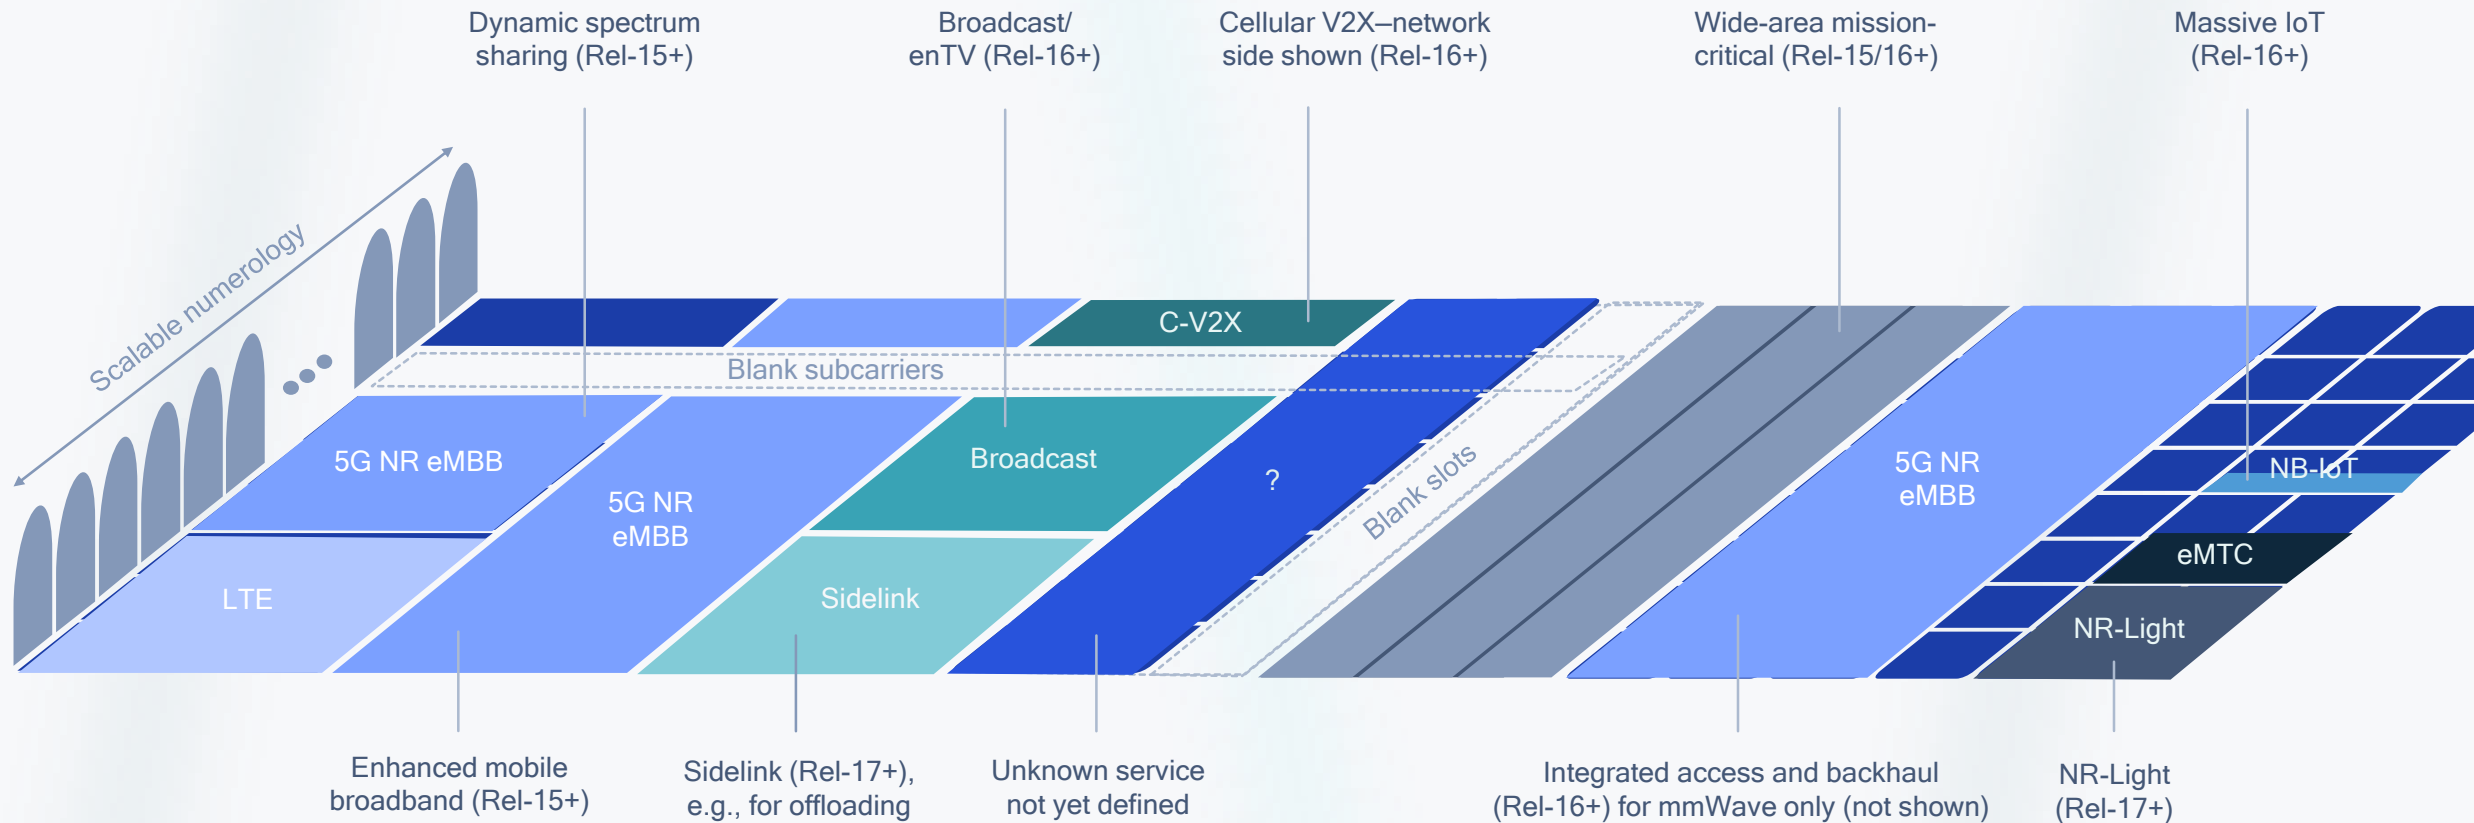 Dynamic spectrum
sharing (Rel-15+)
Broadcast/
enTV (Rel-16+)
Cellular V2X–network
side shown (Rel-16+)
Wide-area mission-
critical (Rel-15/16+)
Massive IoT
(Rel-16+)
Scalable numerology
C-V2X
Blank subcarriers
5G NR eMBB
5G NR
eMBB
Broadcast
?
Blank slots
5G NR
eMBB
NB-IoT
eMTC
LTE
Sidelink
NR-Light
Enhanced mobile
broadband (Rel-15+)
Sidelink (Rel-17+),
e.g., for offloading
Unknown service
not yet defined
Integrated access and backhaul
(Rel-16+) for mmWave only (not shown)
NR-Light
(Rel-17+)